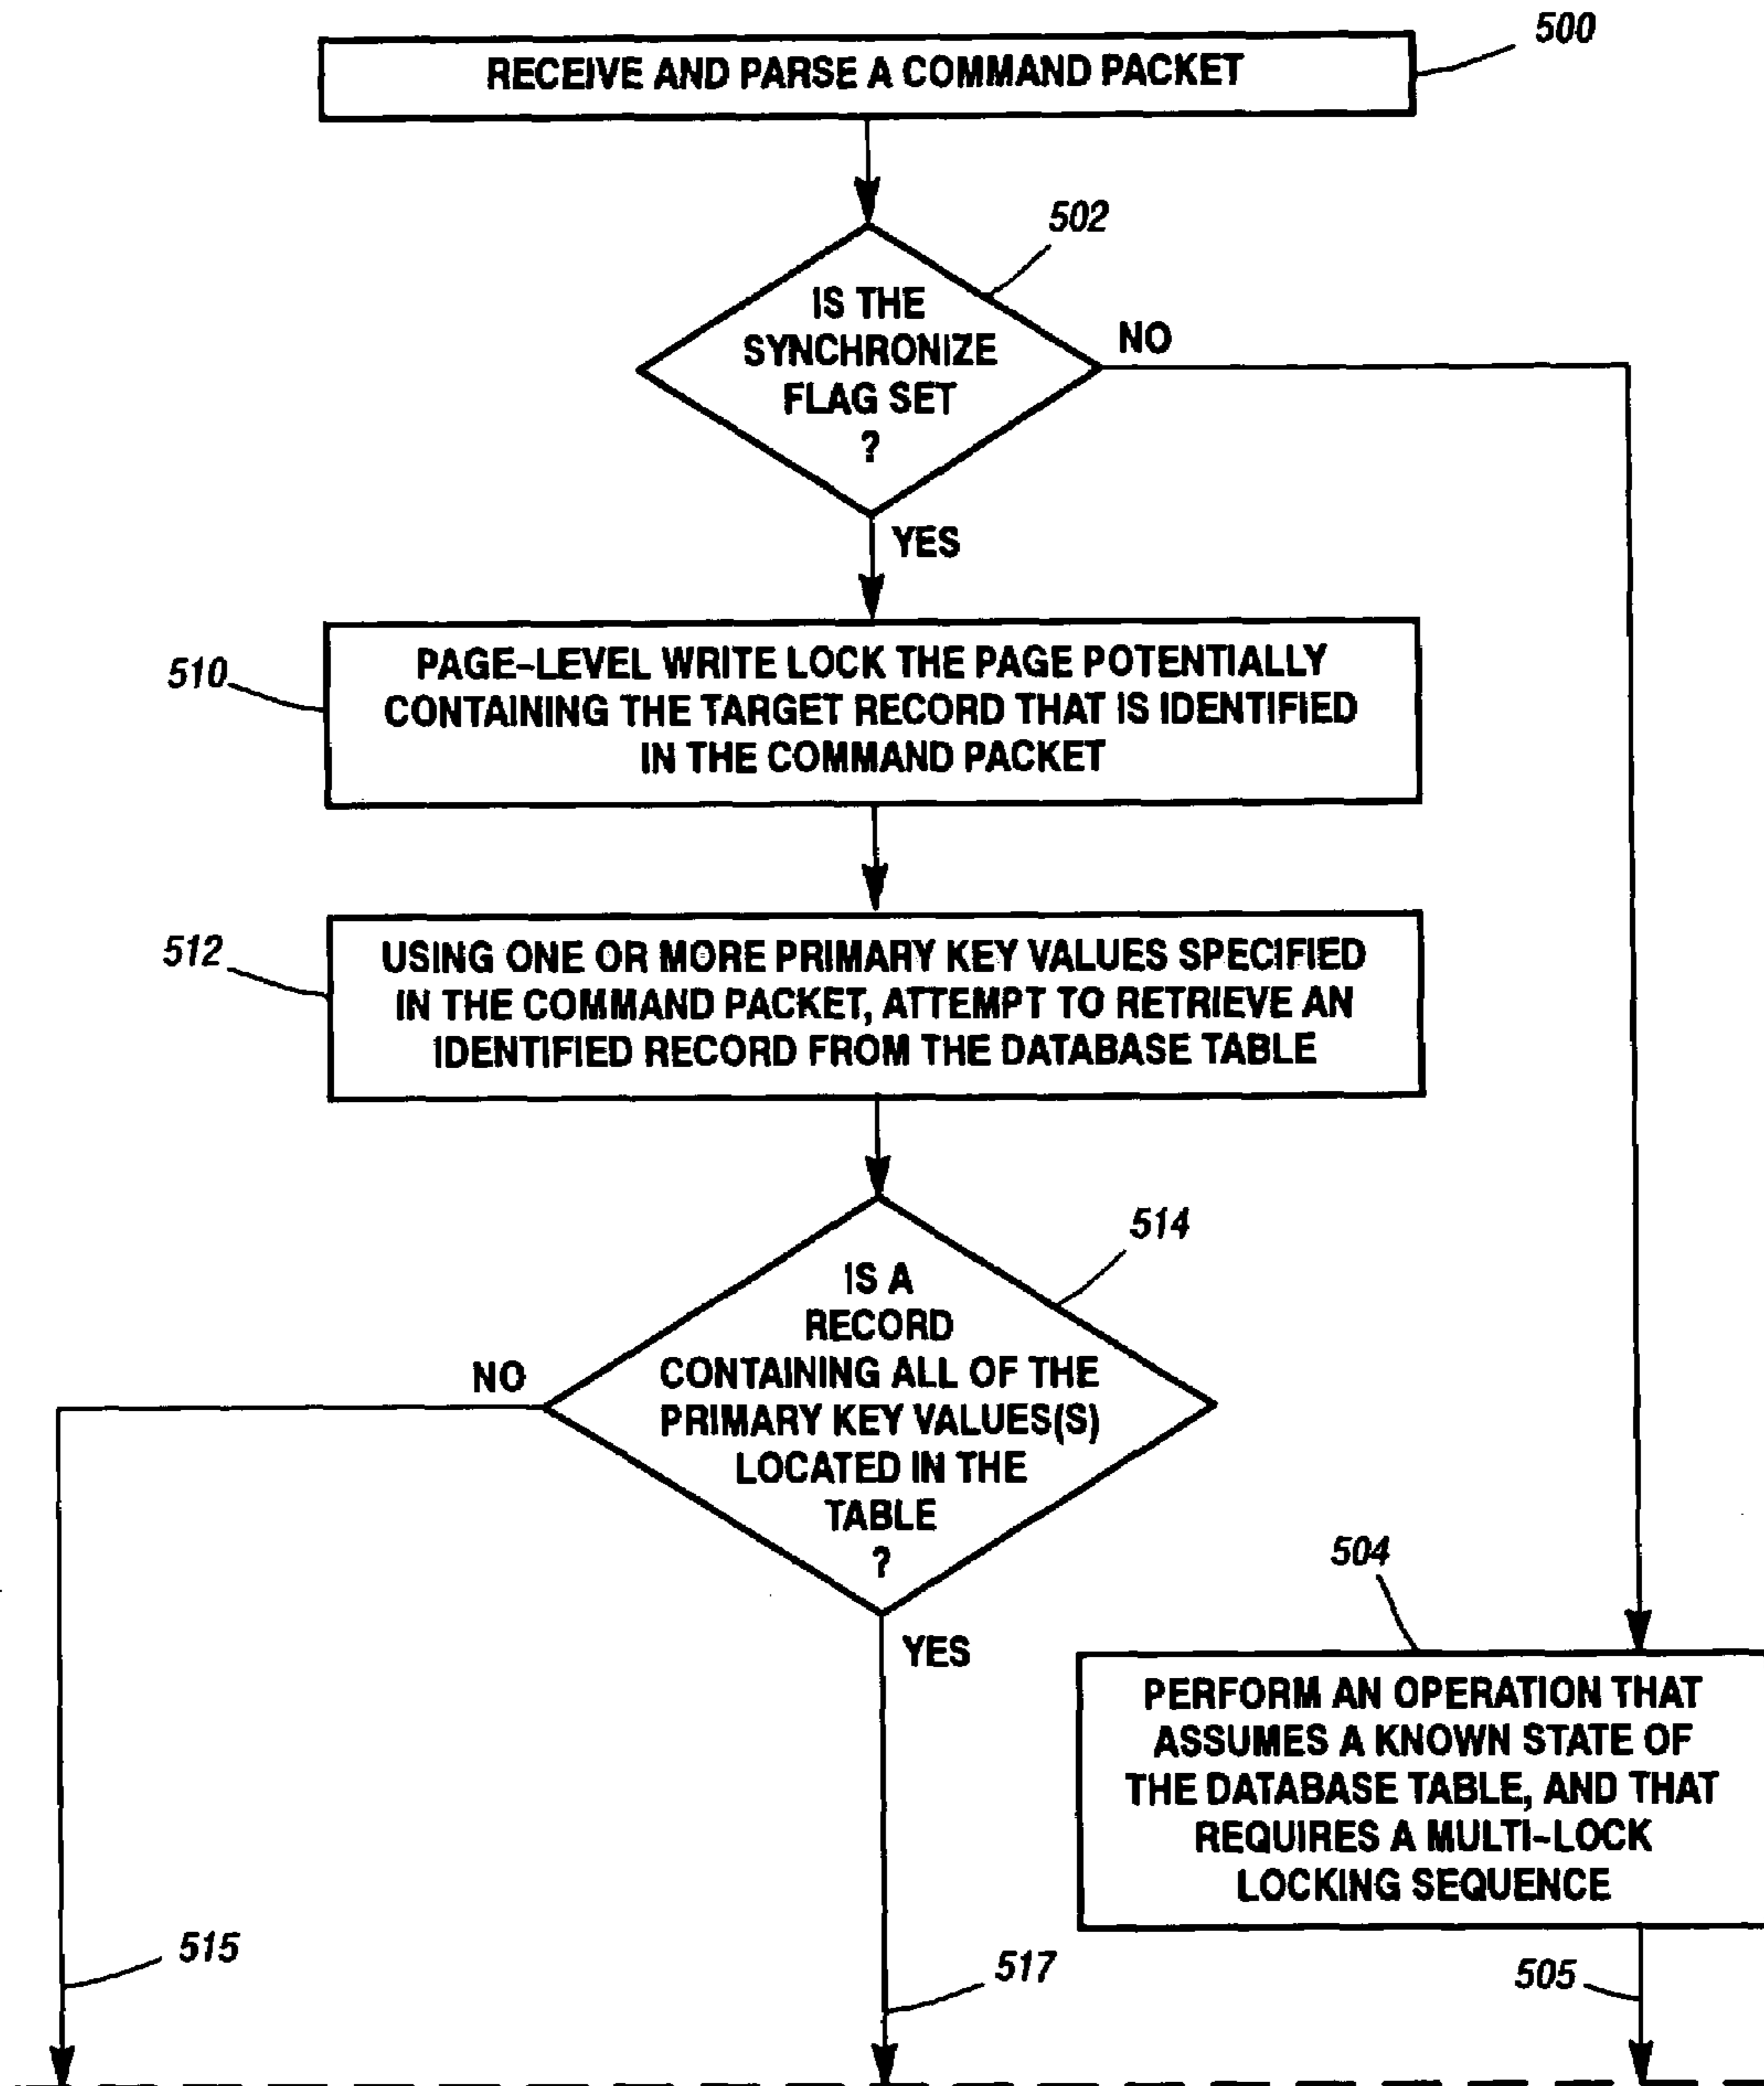 500
RECEIVE AND PARSE A COMMAND PACKET
502
IS THE
SYNCHRONIZE
FLAG SET
?
NO
YES
510
PAGE-LEVEL WRITE LOCK THE PAGE POTENTIALLY
CONTAINING THE TARGET RECORD THAT IS IDENTIFIED
IN THE COMMAND PACKET
512
USING ONE OR MORE PRIMARY KEY VALUES SPECIFIED
IN THE COMMAND PACKET, ATTEMPT TO RETRIEVE AN
IDENTIFIED RECORD FROM THE DATABASE TABLE
514
IS A
RECORD
CONTAINING ALL OF THE
PRIMARY KEY VALUES(S)
LOCATED IN THE
TABLE
?
NO
YES
504
PERFORM AN OPERATION THAT
ASSUMES A KNOWN STATE OF
THE DATABASE TABLE, AND THAT
REQUIRES A MULTI-LOCK
LOCKING SEQUENCE
515
517
505